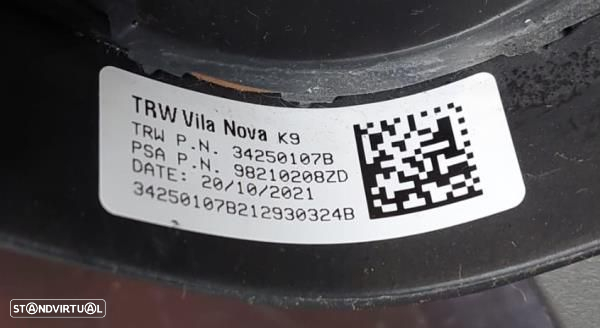 TRW Vila Nova K9
TRW P.N. 34250107B
PSA P.N. 98210208ZD
DATE: 20/10/2021
34250107B212930324B
STANDVIRTUAL